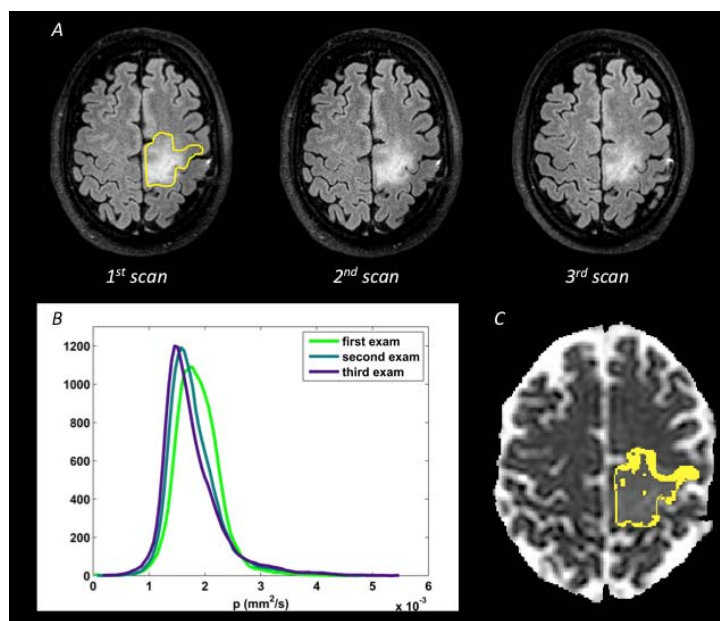 A
1st scan
2nd scan
3rd scan
B
first exam
second exam
third exam
1200
1000
800
600
400
200
0
0
1
2
3
4
5
6
p (mm²/s)
x 10⁻³
C